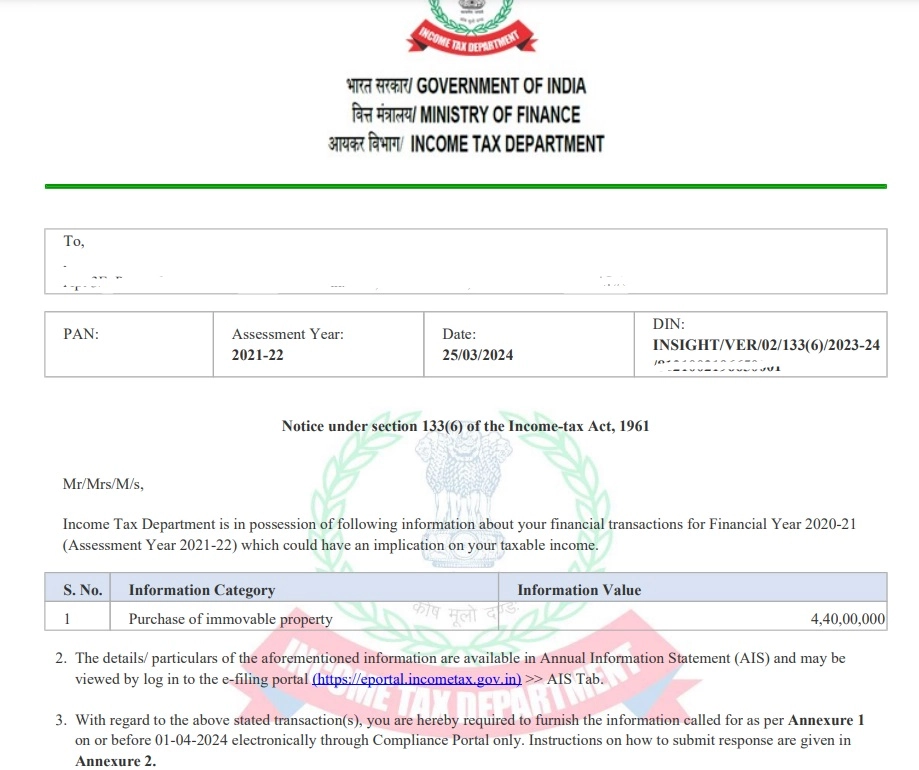 INCOME TAX DEPARTMENT
भारत सरकार/ GOVERNMENT OF INDIA
वित्त मंत्रालय/ MINISTRY OF FINANCE
आयकर विभाग/ INCOME TAX DEPARTMENT
To,
PAN:
Assessment Year:
2021-22
Date:
25/03/2024
DIN:
INSIGHT/VER/02/133(6)/2023-24
Notice under section 133(6) of the Income-tax Act, 1961
Mr/Mrs/M/s,
Income Tax Department is in possession of following information about your financial transactions for Financial Year 2020-21
(Assessment Year 2021-22) which could have an implication on your taxable income.
S. No. Information Category Information Value
1 Purchase of immovable property 4,40,00,000
कोष मूलो दण्ड:
2. The details/ particulars of the aforementioned information are available in Annual Information Statement (AIS) and may be
viewed by log in to the e-filing portal (https://eportal.incometax.gov.in) >> AIS Tab.
INCOME TAX DEPARTMENT
3. With regard to the above stated transaction(s), you are hereby required to furnish the information called for as per Annexure 1
on or before 01-04-2024 electronically through Compliance Portal only. Instructions on how to submit response are given in
Annexure 2.